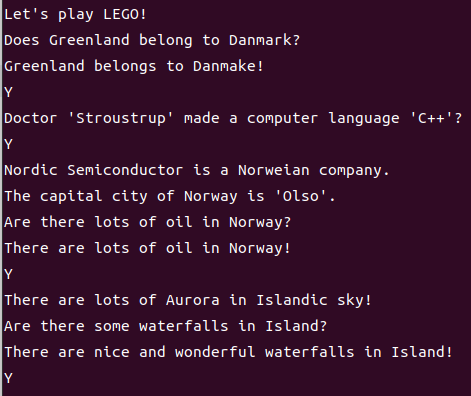 Let's play LEGO!
Does Greenland belong to Danmark?
Greenland belongs to Danmake!
Y
Doctor 'Stroustrup' made a computer language 'C++'?
Y
Nordic Semiconductor is a Norweian company.
The capital city of Norway is 'Olso'.
Are there lots of oil in Norway?
There are lots of oil in Norway!
Y
There are lots of Aurora in Islandic sky!
Are there some waterfalls in Island?
There are nice and wonderful waterfalls in Island!
Y